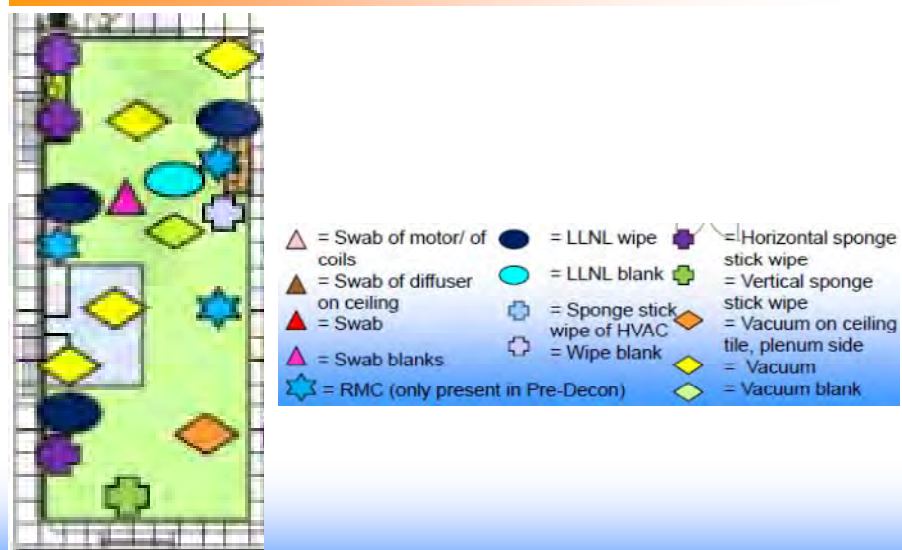 = Swab of motor/ of
coils
= Swab of diffuser
on ceiling
= Swab
= Swab blanks
= RMC (only present in Pre-Decon)
= LLNL wipe
= LLNL blank
= Sponge stick
wipe of HVAC
= Wipe blank
= Horizontal sponge
stick wipe
= Vertical sponge
stick wipe
= Vacuum on ceiling
tile, plenum side
= Vacuum
= Vacuum blank